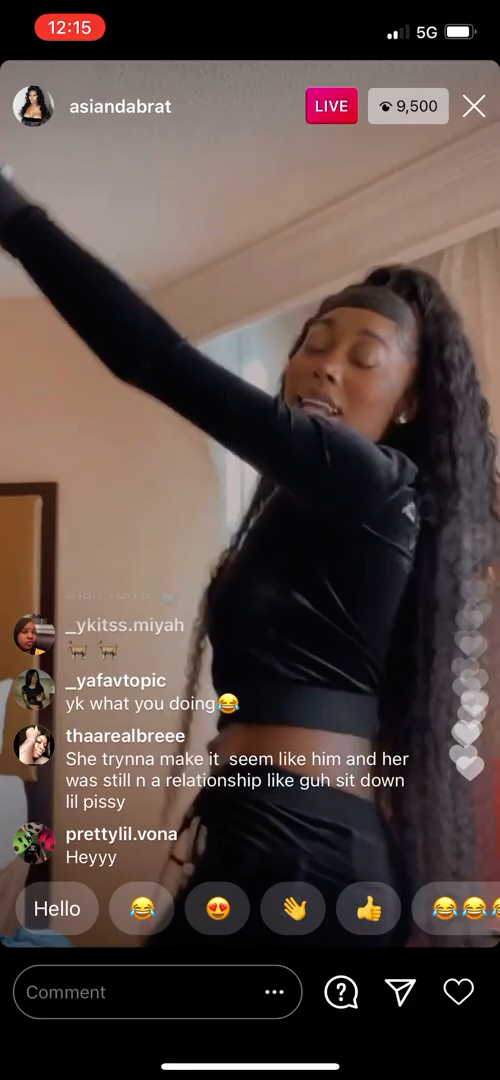 12:15
5G
asiandabrat
LIVE
9,500
_ykitss.miyah
🐐 🐐
_yafavtopic
yk what you doing😂
thaarealbreee
She trynna make it seem like him and her
was still n a relationship like guh sit down
lil pissy
prettylil.vona
Heyyy
Hello 😂 😍 👋 👍 😂😂
Comment